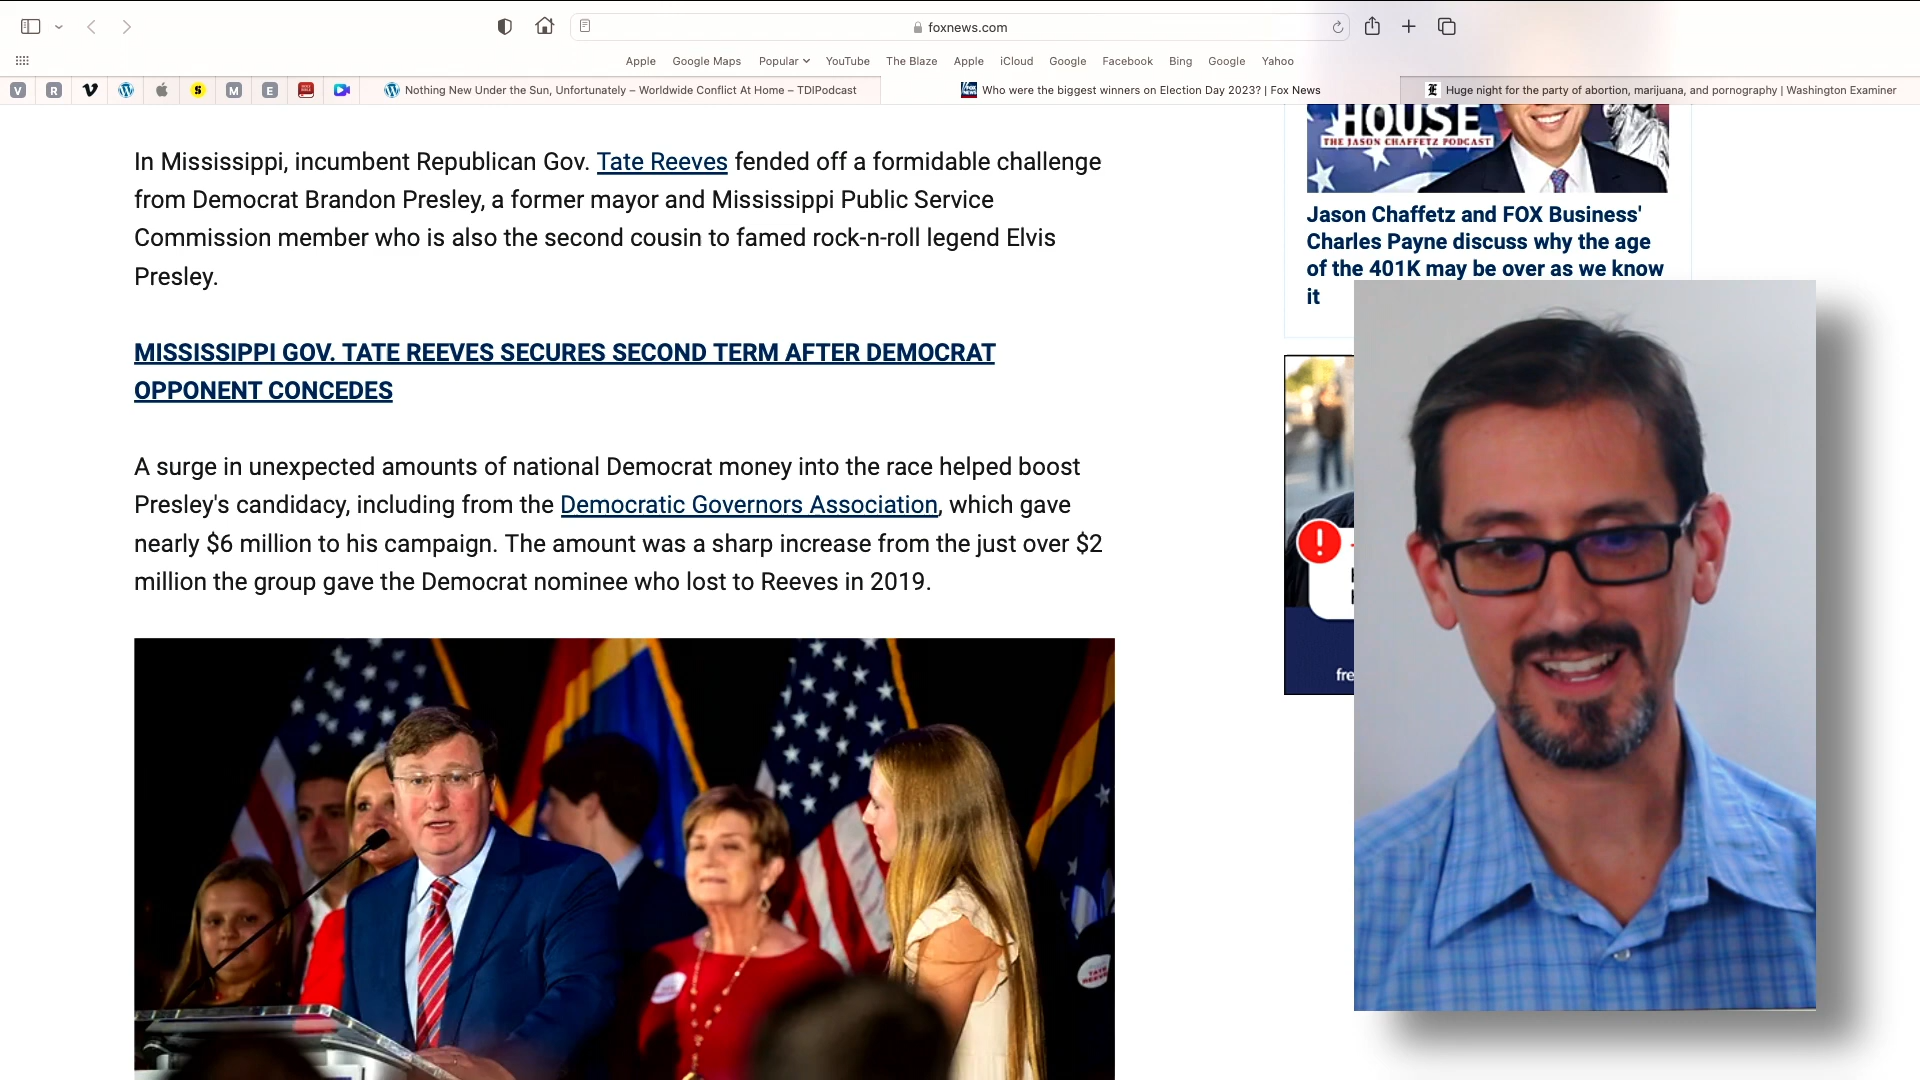 foxnews.com
Apple Google Maps Popular YouTube The Blaze Apple iCloud Google Facebook Bing Google Yahoo
V R S M E Nothing New Under the Sun, Unfortunately – Worldwide Conflict At Home – TDIPodcast Who were the biggest winners on Election Day 2023? | Fox News Huge night for the party of abortion, marijuana, and pornography | Washington Examiner
In Mississippi, incumbent Republican Gov. Tate Reeves fended off a formidable challenge
from Democrat Brandon Presley, a former mayor and Mississippi Public Service
Commission member who is also the second cousin to famed rock-n-roll legend Elvis
Presley.
MISSISSIPPI GOV. TATE REEVES SECURES SECOND TERM AFTER DEMOCRAT
OPPONENT CONCEDES
A surge in unexpected amounts of national Democrat money into the race helped boost
Presley's candidacy, including from the Democratic Governors Association, which gave
nearly $6 million to his campaign. The amount was a sharp increase from the just over $2
million the group gave the Democrat nominee who lost to Reeves in 2019.
HOUSE
THE JASON CHAFFETZ PODCAST
Jason Chaffetz and FOX Business'
Charles Payne discuss why the age
of the 401K may be over as we know
it
fre
TATE
REEVES